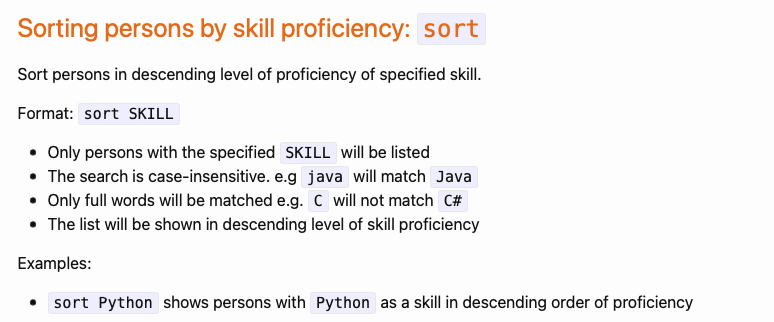 Sorting persons by skill proficiency: sort
Sort persons in descending level of proficiency of specified skill.
Format: sort SKILL
• Only persons with the specified SKILL will be listed
• The search is case-insensitive. e.g java will match Java
• Only full words will be matched e.g. C will not match C#
• The list will be shown in descending level of skill proficiency
Examples:
• sort Python shows persons with Python as a skill in descending order of proficiency